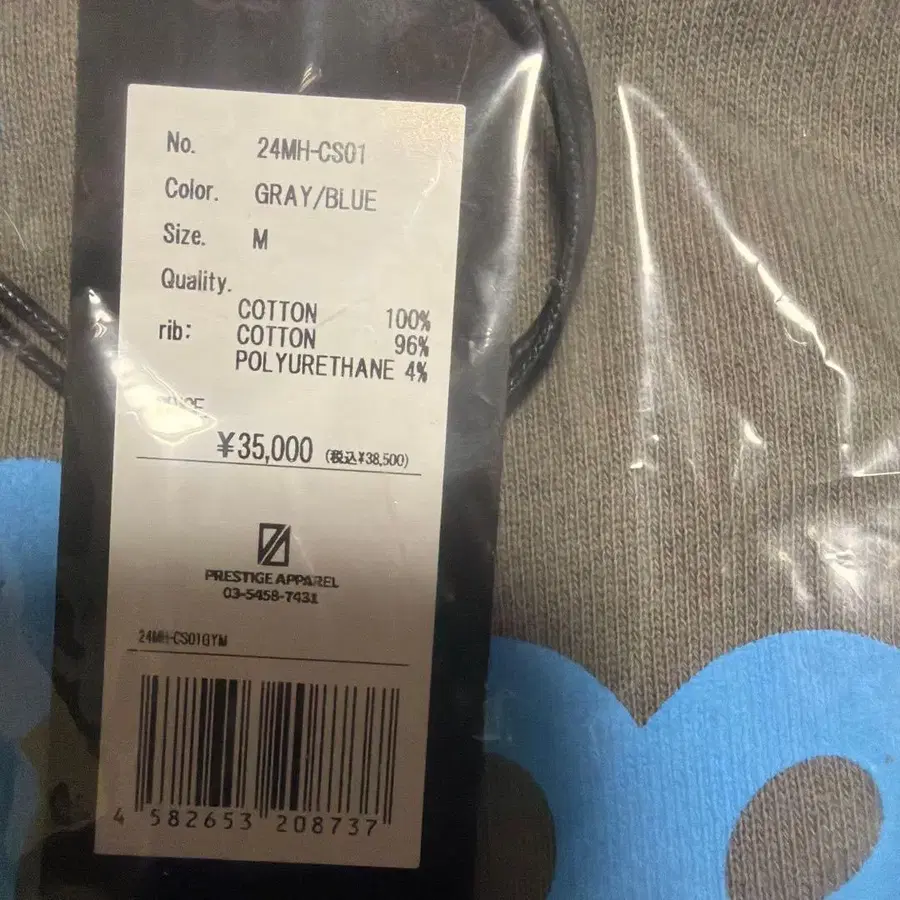 No. 24MH-CS01
Color. GRAY/BLUE
Size. M
Quality.
COTTON 100%
rib: COTTON 96%
POLYURETHANE 4%
¥35,000 (税込¥38,500)
PRESTIGE APPAREL
03-5458-7431
24MH-CS01GYM
4 582653 208737